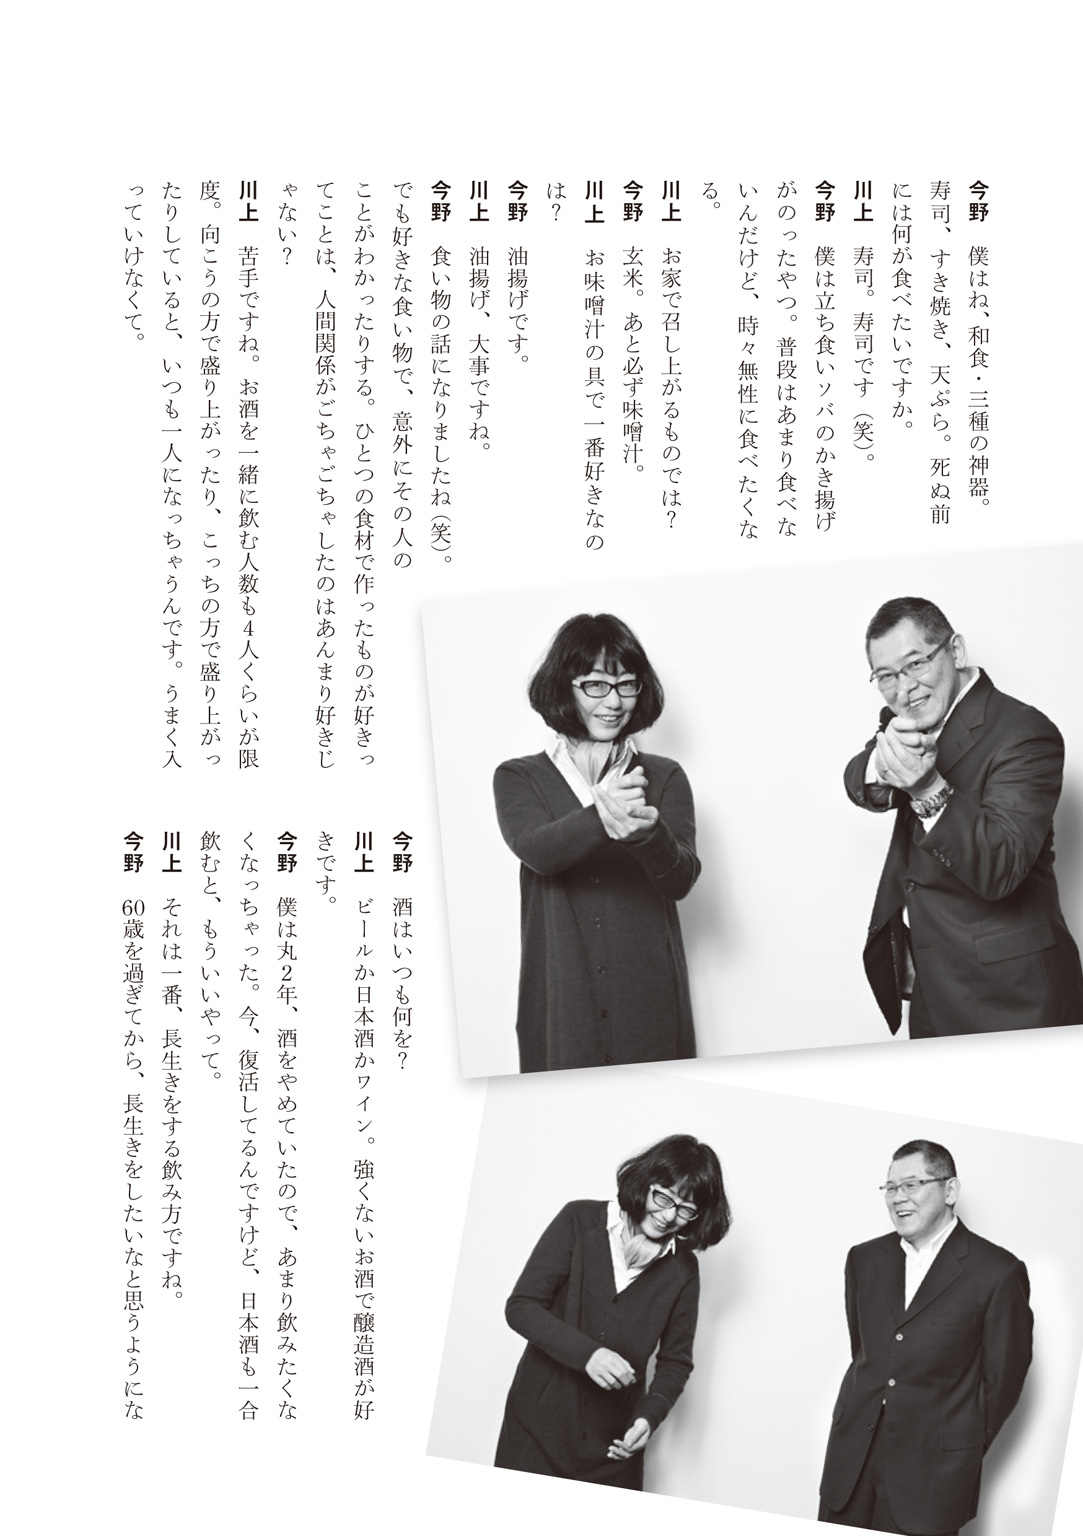 今野　僕はね、和食・三種の神器。
寿司、すき焼き、天ぷら。死ぬ前
には何が食べたいですか。
川上　寿司。寿司です（笑）。
今野　僕は立ち食いソバのかき揚げ
がのったやつ。普段はあまり食べな
いんだけど、時々無性に食べたくな
る。
川上　お家で召し上がるものでは？
今野　玄米。あと必ず味噌汁。
川上　お味噌汁の具で一番好きなの
は？
今野　油揚げです。
川上　油揚げ、大事ですね。
今野　食い物の話になりましたね（笑）。
でも好きな食い物で、意外にその人の
ことがわかったりする。ひとつの食材で作ったものが好きっ
てことは、人間関係がごちゃごちゃしたのはあんまり好きじ
ゃない？
川上　苦手ですね。お酒を一緒に飲む人数も4人くらいが限
度。向こうの方で盛り上がったり、こっちの方で盛り上がっ
たりしていると、いつも一人になっちゃうんです。うまく入
っていけなくて。
今野　酒はいつも何を？
川上　ビールか日本酒かワイン。強くないお酒で醸造酒が好
きです。
今野　僕は丸2年、酒をやめていたので、あまり飲みたくな
くなっちゃった。今、復活してるんですけど、日本酒も一合
飲むと、もういいやって。
川上　それは一番、長生きをする飲み方ですね。
今野　60歳を過ぎてから、長生きをしたいなと思うようにな